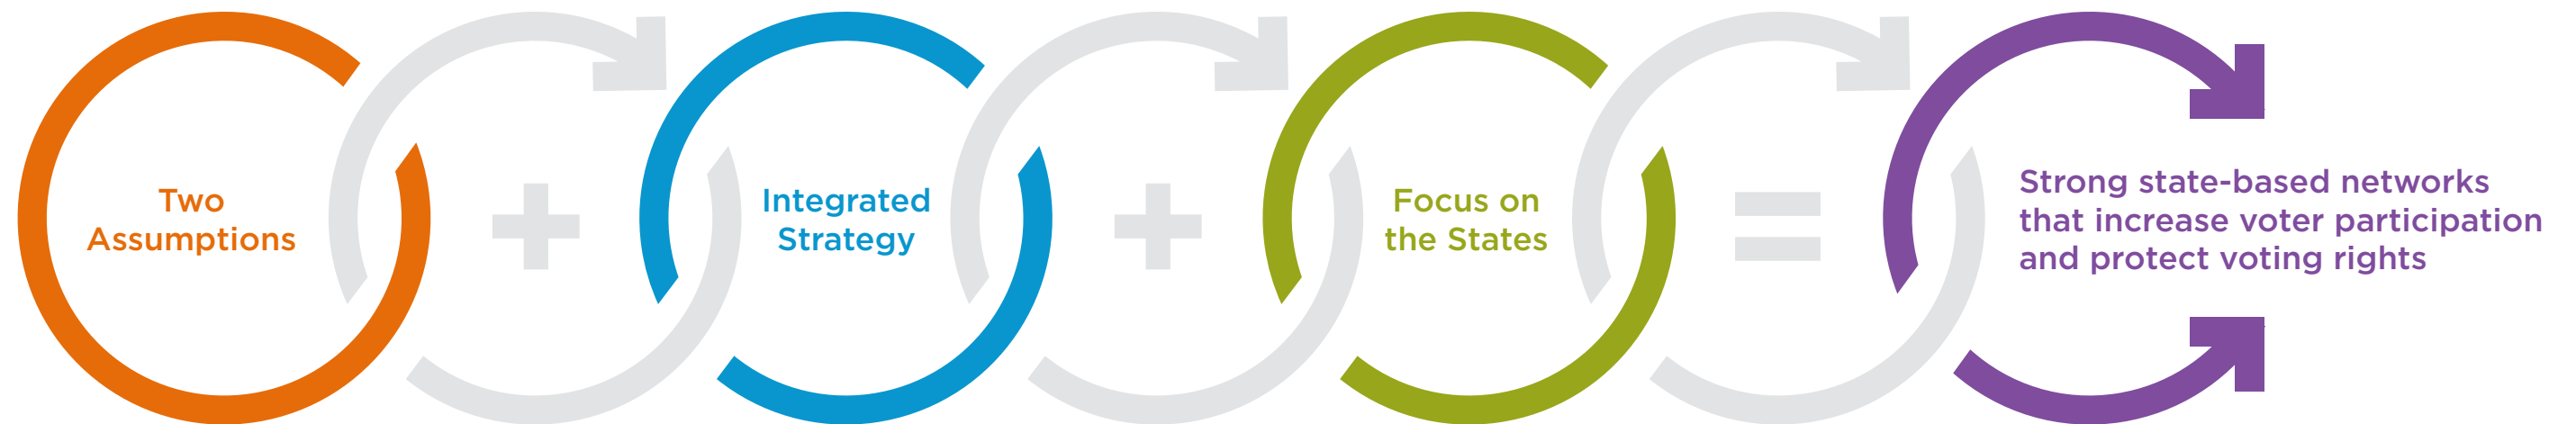 Two
Assumptions
+
Integrated
Strategy
+
Focus on
the States
=
Strong state-based networks
that increase voter participation
and protect voting rights